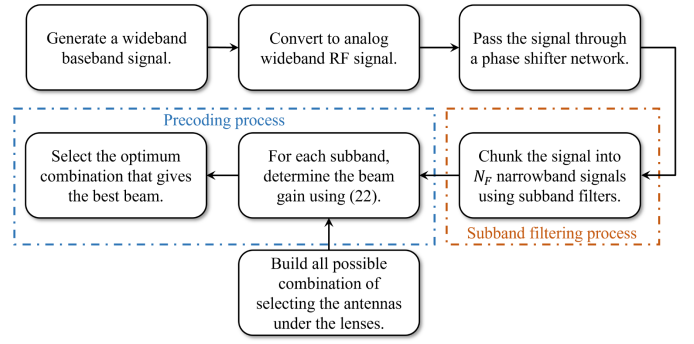 Generate a wideband
baseband signal.
Convert to analog
wideband RF signal.
Pass the signal through
a phase shifter network.
Precoding process
Select the optimum
combination that gives
the best beam.
For each subband,
determine the beam
gain using (22).
Chunk the signal into
N_F narrowband signals
using subband filters.
Subband filtering process
Build all possible
combination of
selecting the antennas
under the lenses.